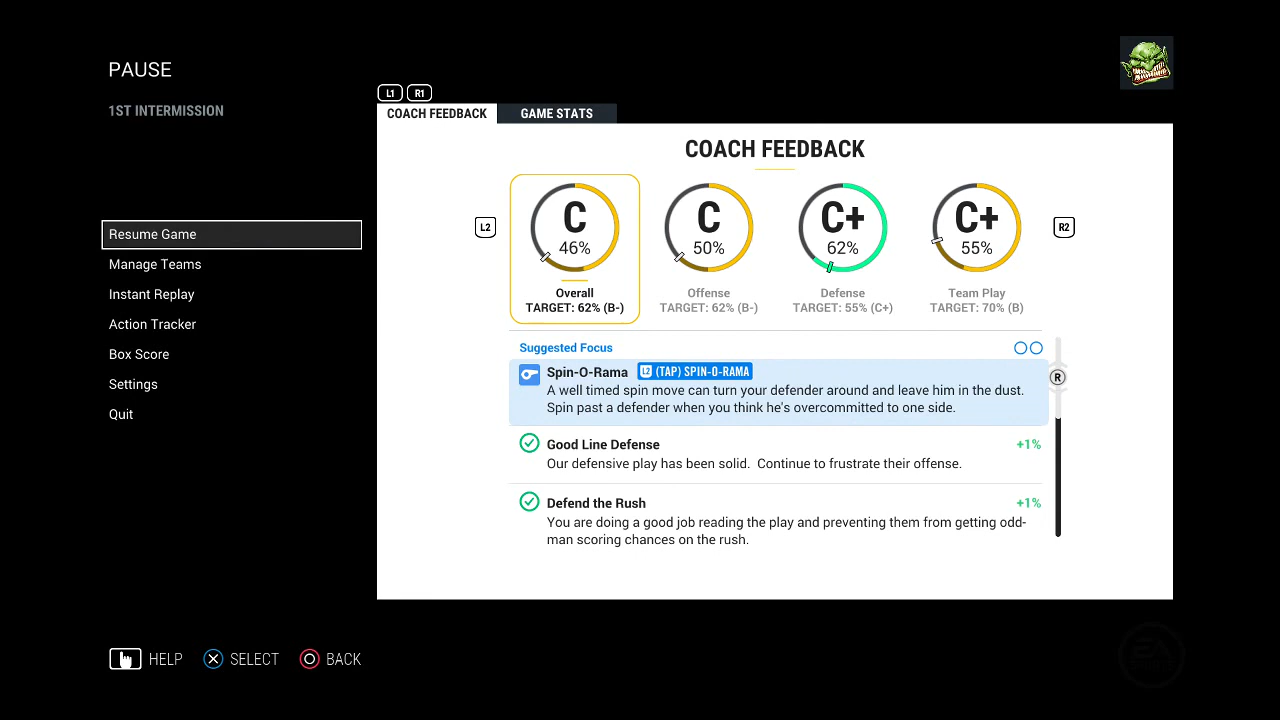 PAUSE
1ST INTERMISSION
L1 R1
COACH FEEDBACK GAME STATS
COACH FEEDBACK
L2 C C C+ C+ R2
46% 50% 62% 55%
Overall Offense Defense Team Play
TARGET: 62% (B-) TARGET: 62% (B-) TARGET: 55% (C+) TARGET: 70% (B)
Resume Game
Manage Teams
Instant Replay
Action Tracker
Box Score
Settings
Quit
Suggested Focus
Spin-O-Rama L2 (TAP) SPIN-O-RAMA
A well timed spin move can turn your defender around and leave him in the dust.
Spin past a defender when you think he's overcommitted to one side.
R
Good Line Defense +1%
Our defensive play has been solid.  Continue to frustrate their offense.
Defend the Rush +1%
You are doing a good job reading the play and preventing them from getting odd-
man scoring chances on the rush.
HELP SELECT BACK
EA
SPORTS